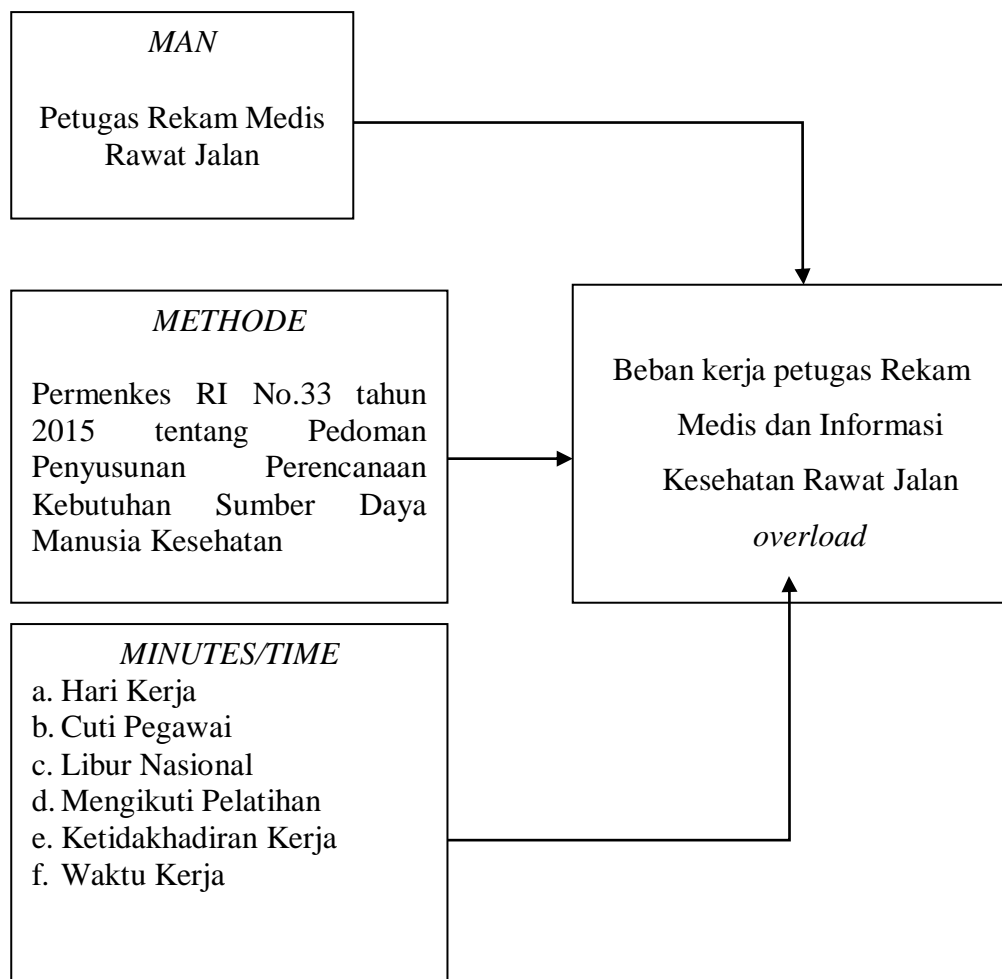 MAN
Petugas Rekam Medis
Rawat Jalan
METHODE
Permenkes RI No.33 tahun
2015 tentang Pedoman
Penyusunan Perencanaan
Kebutuhan Sumber Daya
Manusia Kesehatan
Beban kerja petugas Rekam
Medis dan Informasi
Kesehatan Rawat Jalan
overload
MINUTES/TIME
a. Hari Kerja
b. Cuti Pegawai
c. Libur Nasional
d. Mengikuti Pelatihan
e. Ketidakhadiran Kerja
f. Waktu Kerja